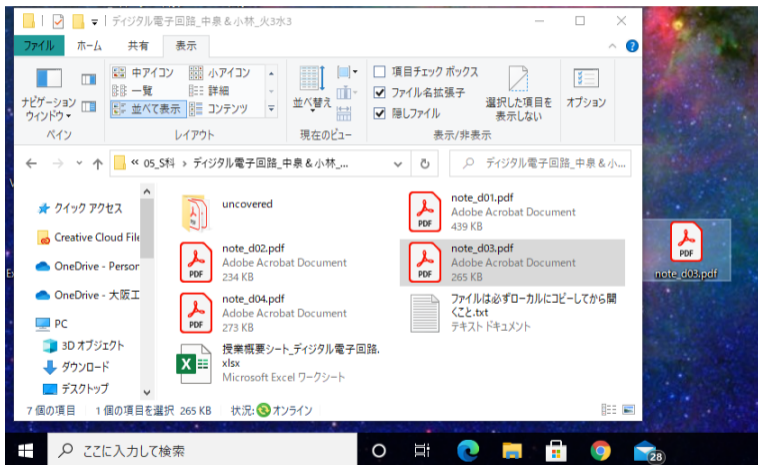 ディジタル電子回路_中泉＆小林_火3水3
ファイル ホーム 共有 表示
ナビゲーション
ウィンドウ
中アイコン 小アイコン
一覧 詳細
並べて表示 コンテンツ
並べ替え
項目チェック ボックス
ファイル名拡張子
隠しファイル
選択した項目を
表示しない
オプション
ペイン レイアウト 現在のビュー 表示/非表示
« 05_S科 › ディジタル電子回路_中泉＆小林_...
ディジタル電子回路_中泉＆小...
クイック アクセス
Creative Cloud File
OneDrive - Person
OneDrive - 大阪工
PC
3D オブジェクト
ダウンロード
デスクトップ
uncovered
note_d01.pdf
Adobe Acrobat Document
439 KB
note_d02.pdf
Adobe Acrobat Document
234 KB
note_d03.pdf
Adobe Acrobat Document
265 KB
note_d04.pdf
Adobe Acrobat Document
273 KB
ファイルは必ずローカルにコピーしてから開
くこと.txt
テキスト ドキュメント
授業概要シート_ディジタル電子回路.
xlsx
Microsoft Excel ワークシート
PDF
note_d03.pdf
7 個の項目 1 個の項目を選択 265 KB 状況: オンライン
ここに入力して検索
28